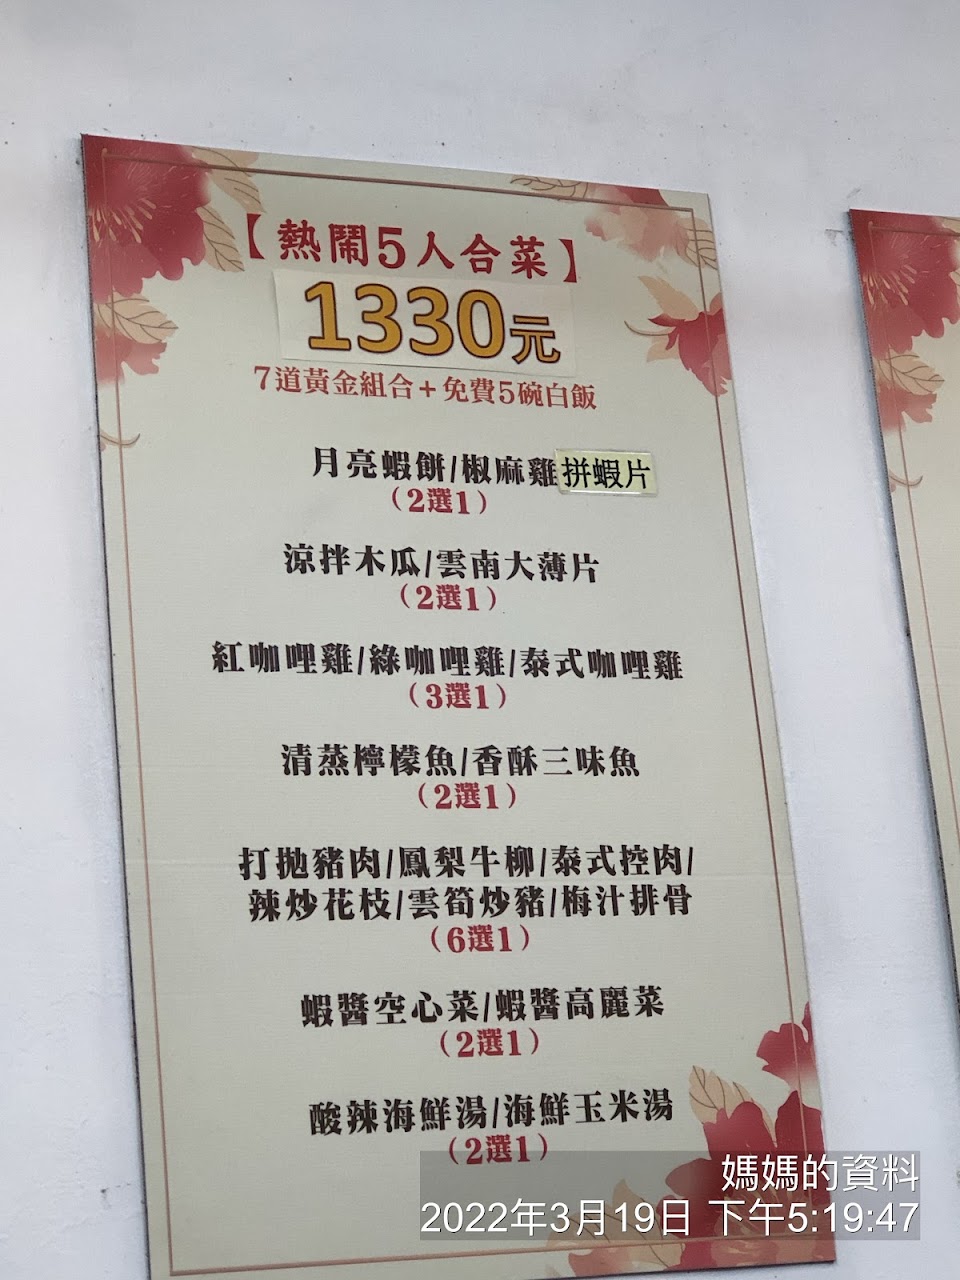 【熱鬧5人合菜】
1330元
7道黃金組合+免費5碗白飯
月亮蝦餅/椒麻雞拼蝦片
(2選1)
涼拌木瓜/雲南大薄片
(2選1)
紅咖哩雞/綠咖哩雞/泰式咖哩雞
(3選1)
清蒸檸檬魚/香酥三味魚
(2選1)
打拋豬肉/鳳梨牛柳/泰式控肉/
辣炒花枝/雲筍炒豬/梅汁排骨
(6選1)
蝦醬空心菜/蝦醬高麗菜
(2選1)
酸辣海鮮湯/海鮮玉米湯
(2選1)
媽媽的資料
2022年3月19日 下午5:19:47